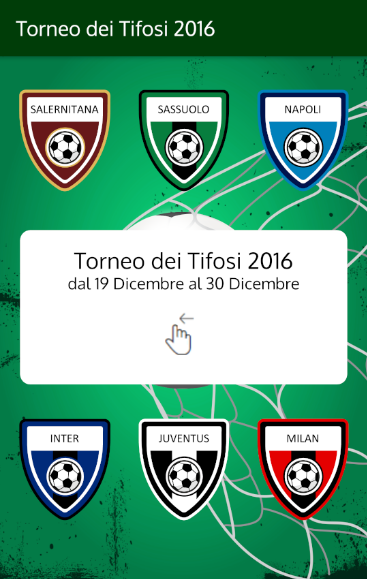 Torneo dei Tifosi 2016
SALERNITANA
SASSUOLO
NAPOLI
Torneo dei Tifosi 2016
dal 19 Dicembre al 30 Dicembre
INTER
JUVENTUS
MILAN